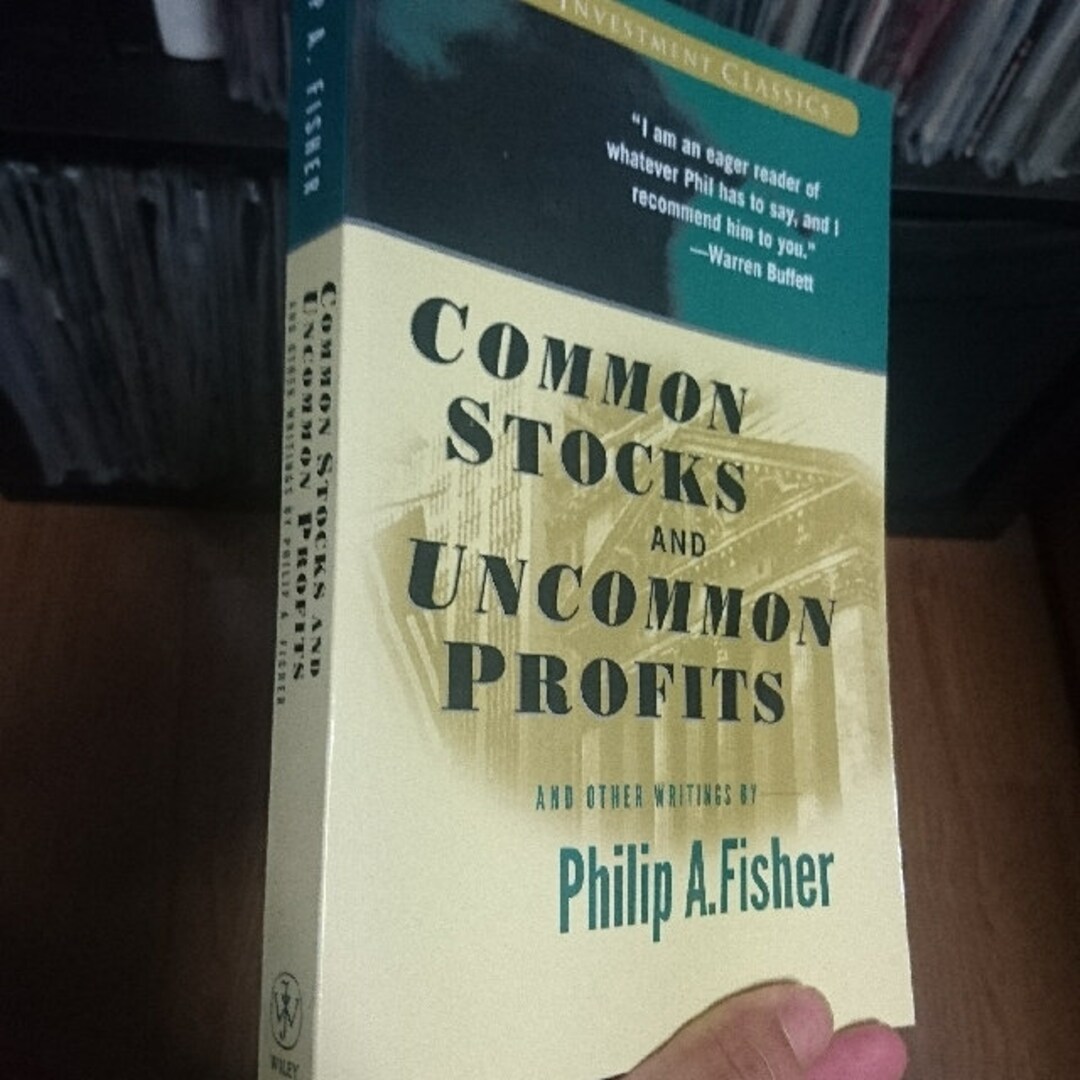 INVESTMENT CLASSICS
"I am an eager reader of
whatever Phil has to say, and I
recommend him to you."
—Warren Buffett
COMMON
STOCKS
AND
UNCOMMON
PROFITS
AND OTHER WRITINGS BY
Philip A.Fisher
A. FISHER
COMMON STOCKS AND
UNCOMMON PROFITS
AND OTHER WRITINGS BY PHILIP A. FISHER
WILEY